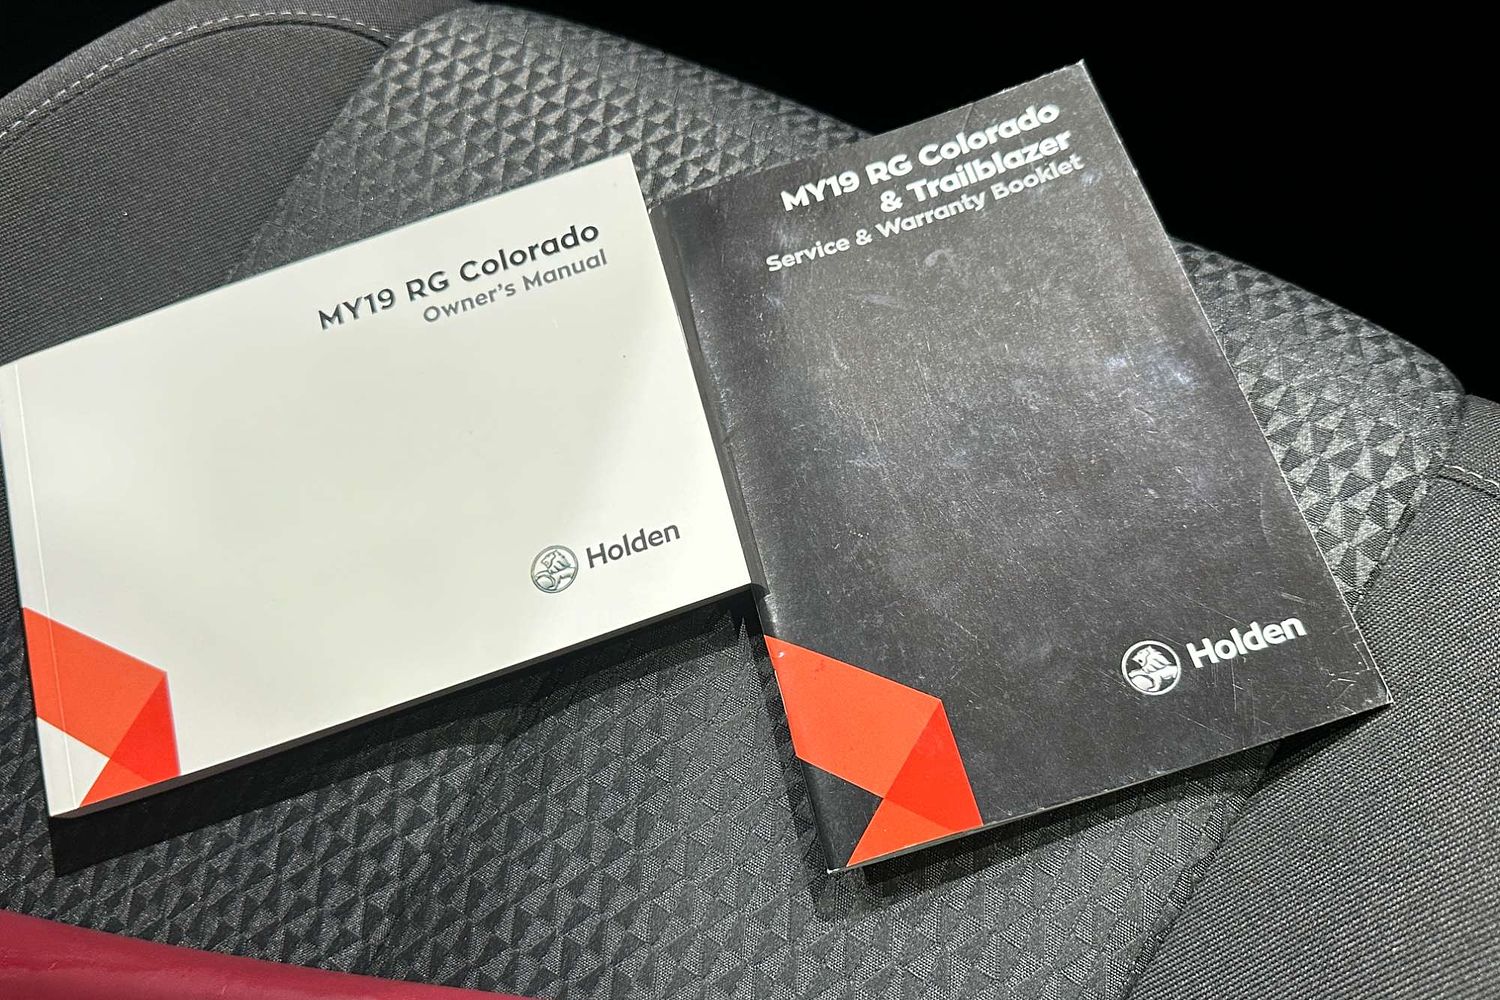 MY19 RG Colorado
Owner's Manual
Holden
MY19 RG Colorado
& Trailblazer
Service & Warranty Booklet
Holden